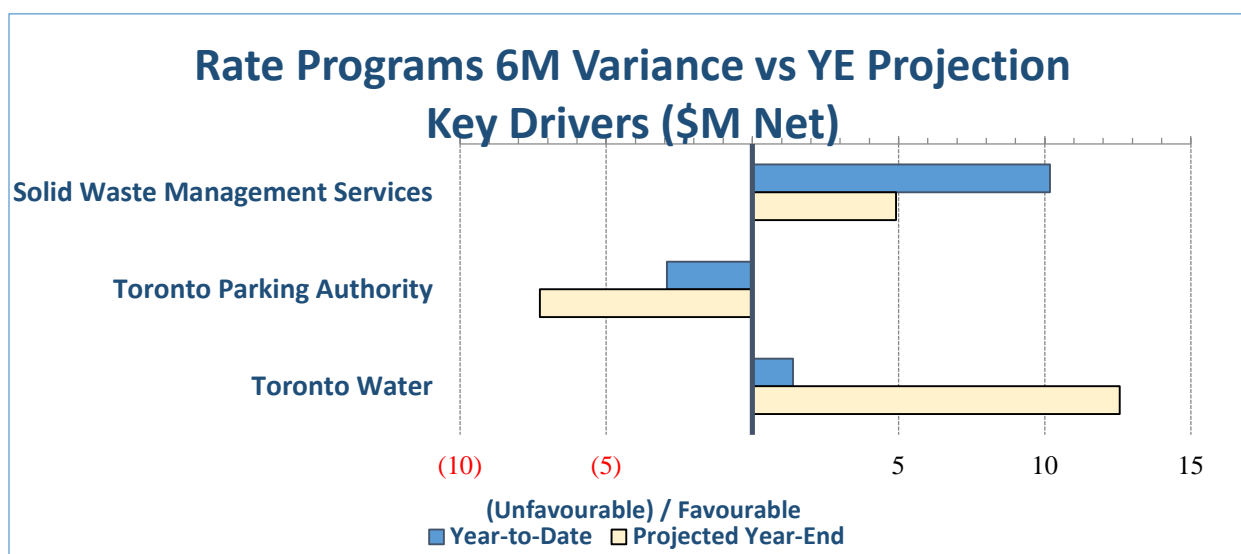 Rate Programs 6M Variance vs YE Projection
Key Drivers ($M Net)
Solid Waste Management Services
Toronto Parking Authority
Toronto Water
(10) (5) 5 10 15
(Unfavourable) / Favourable
Year-to-Date Projected Year-End